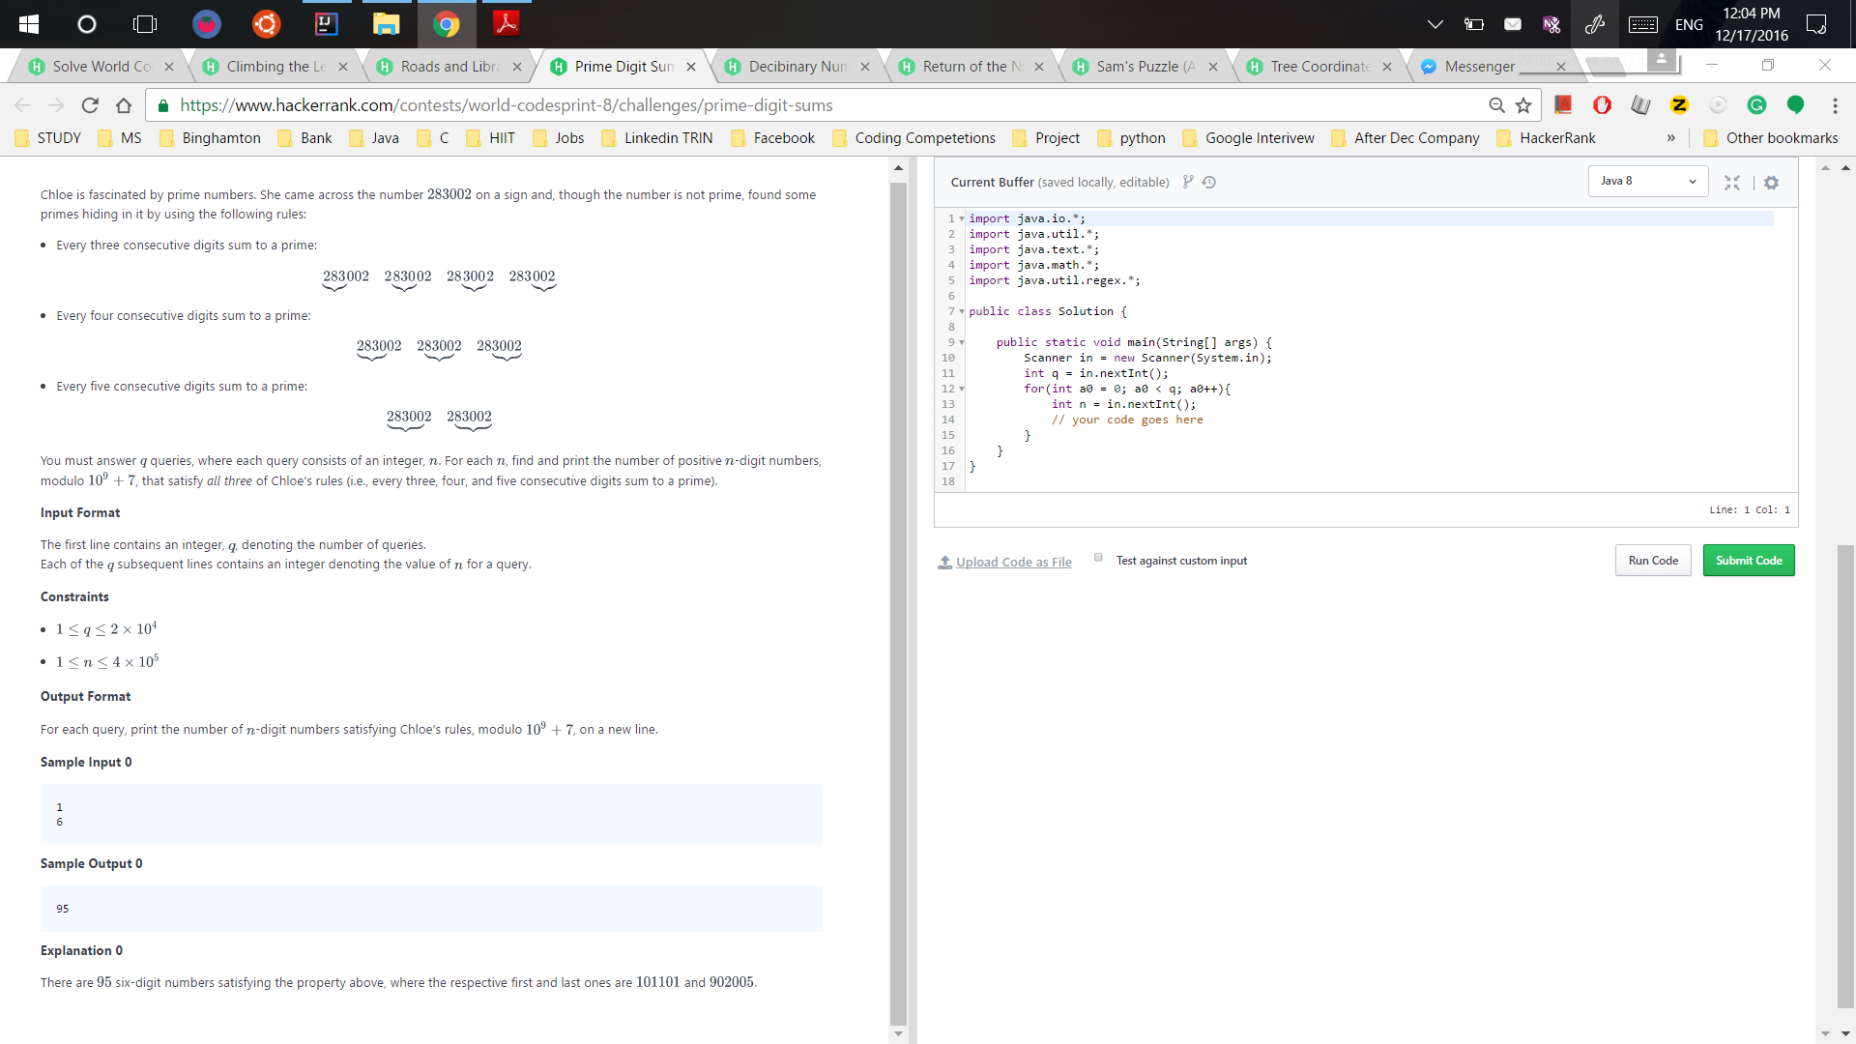 ENG
12:04 PM
12/17/2016
Solve World Co
Climbing the Le
Roads and Libra
Prime Digit Sum
Decibinary Num
Return of the N
Sam's Puzzle (A
Tree Coordinate
Messenger
https://www.hackerrank.com/contests/world-codesprint-8/challenges/prime-digit-sums
STUDY MS Binghamton Bank Java C HIIT Jobs Linkedin TRIN Facebook Coding Competetions Project python Google Interivew After Dec Company HackerRank » Other bookmarks
Chloe is fascinated by prime numbers. She came across the number 283002 on a sign and, though the number is not prime, found some
primes hiding in it by using the following rules:
• Every three consecutive digits sum to a prime:
283002 283002 283002 283002
• Every four consecutive digits sum to a prime:
283002 283002 283002
• Every five consecutive digits sum to a prime:
283002 283002
You must answer q queries, where each query consists of an integer, n. For each n, find and print the number of positive n-digit numbers,
modulo 10⁹ + 7, that satisfy all three of Chloe's rules (i.e., every three, four, and five consecutive digits sum to a prime).
Input Format
The first line contains an integer, q, denoting the number of queries.
Each of the q subsequent lines contains an integer denoting the value of n for a query.
Constraints
• 1 ≤ q ≤ 2 × 10⁴
• 1 ≤ n ≤ 4 × 10⁵
Output Format
For each query, print the number of n-digit numbers satisfying Chloe's rules, modulo 10⁹ + 7, on a new line.
Sample Input 0
1
6
Sample Output 0
95
Explanation 0
There are 95 six-digit numbers satisfying the property above, where the respective first and last ones are 101101 and 902005.
Current Buffer (saved locally, editable)
Java 8
1 import java.io.*;
2 import java.util.*;
3 import java.text.*;
4 import java.math.*;
5 import java.util.regex.*;
6
7 public class Solution {
8
9 public static void main(String[] args) {
10 Scanner in = new Scanner(System.in);
11 int q = in.nextInt();
12 for(int a0 = 0; a0 < q; a0++){
13 int n = in.nextInt();
14 // your code goes here
15 }
16 }
17 }
18
Line: 1 Col: 1
Upload Code as File
Test against custom input
Run Code
Submit Code